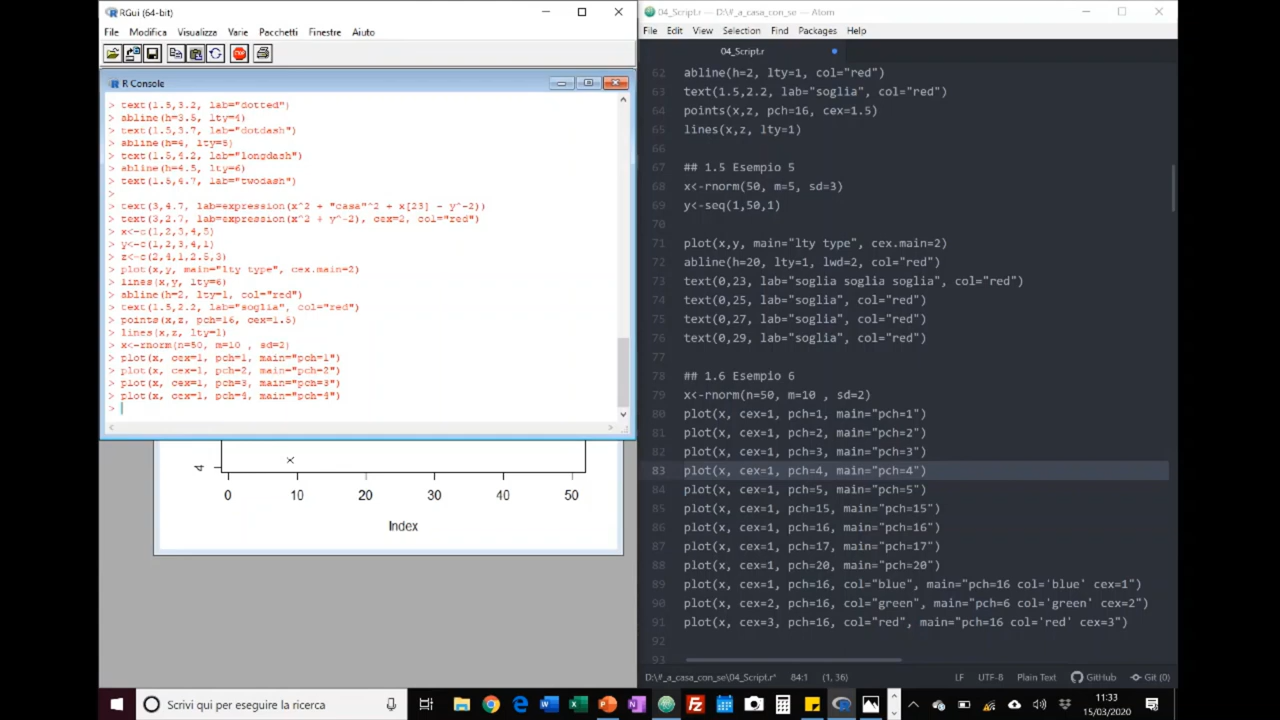 RGui (64-bit)
File Modifica Visualizza Varie Pacchetti Finestre Aiuto
R Console
> text(1.5,3.2, lab="dotted")
> abline(h=3.5, lty=4)
> text(1.5,3.7, lab="dotdash")
> abline(h=4, lty=5)
> text(1.5,4.2, lab="longdash")
> abline(h=4.5, lty=6)
> text(1.5,4.7, lab="twodash")
>
> text(3,4.7, lab=expression(x^2 + "casa"^2 + x[23] - y^-2))
> text(3,2.7, lab=expression(x^2 + y^-2), cex=2, col="red")
> x<-c(1,2,3,4,5)
> y<-c(1,2,3,4,1)
> z<-c(2,4,1,2.5,3)
> plot(x,y, main="lty type", cex.main=2)
> lines(x,y, lty=6)
> abline(h=2, lty=1, col="red")
> text(1.5,2.2, lab="soglia", col="red")
> points(x,z, pch=16, cex=1.5)
> lines(x,z, lty=1)
> x<-rnorm(n=50, m=10 , sd=2)
> plot(x, cex=1, pch=1, main="pch=1")
> plot(x, cex=1, pch=2, main="pch=2")
> plot(x, cex=1, pch=3, main="pch=3")
> plot(x, cex=1, pch=4, main="pch=4")
>
4
0 10 20 30 40 50
Index
04_Script.r — D:\#_a_casa_con_se — Atom
File Edit View Selection Find Packages Help
04_Script.r
62 abline(h=2, lty=1, col="red")
63 text(1.5,2.2, lab="soglia", col="red")
64 points(x,z, pch=16, cex=1.5)
65 lines(x,z, lty=1)
66
67 ## 1.5 Esempio 5
68 x<-rnorm(50, m=5, sd=3)
69 y<-seq(1,50,1)
70
71 plot(x,y, main="lty type", cex.main=2)
72 abline(h=20, lty=1, lwd=2, col="red")
73 text(0,23, lab="soglia soglia soglia", col="red")
74 text(0,25, lab="soglia", col="red")
75 text(0,27, lab="soglia", col="red")
76 text(0,29, lab="soglia", col="red")
77
78 ## 1.6 Esempio 6
79 x<-rnorm(n=50, m=10 , sd=2)
80 plot(x, cex=1, pch=1, main="pch=1")
81 plot(x, cex=1, pch=2, main="pch=2")
82 plot(x, cex=1, pch=3, main="pch=3")
83 plot(x, cex=1, pch=4, main="pch=4")
84 plot(x, cex=1, pch=5, main="pch=5")
85 plot(x, cex=1, pch=15, main="pch=15")
86 plot(x, cex=1, pch=16, main="pch=16")
87 plot(x, cex=1, pch=17, main="pch=17")
88 plot(x, cex=1, pch=20, main="pch=20")
89 plot(x, cex=1, pch=16, col="blue", main="pch=16 col='blue' cex=1")
90 plot(x, cex=2, pch=16, col="green", main="pch=6 col='green' cex=2")
91 plot(x, cex=3, pch=16, col="red", main="pch=16 col='red' cex=3")
92
93
D:\#_a_casa_con_se\04_Script.r* 84:1 (1, 36) LF UTF-8 Plain Text GitHub Git (0)
Scrivi qui per eseguire la ricerca
11:33
15/03/2020